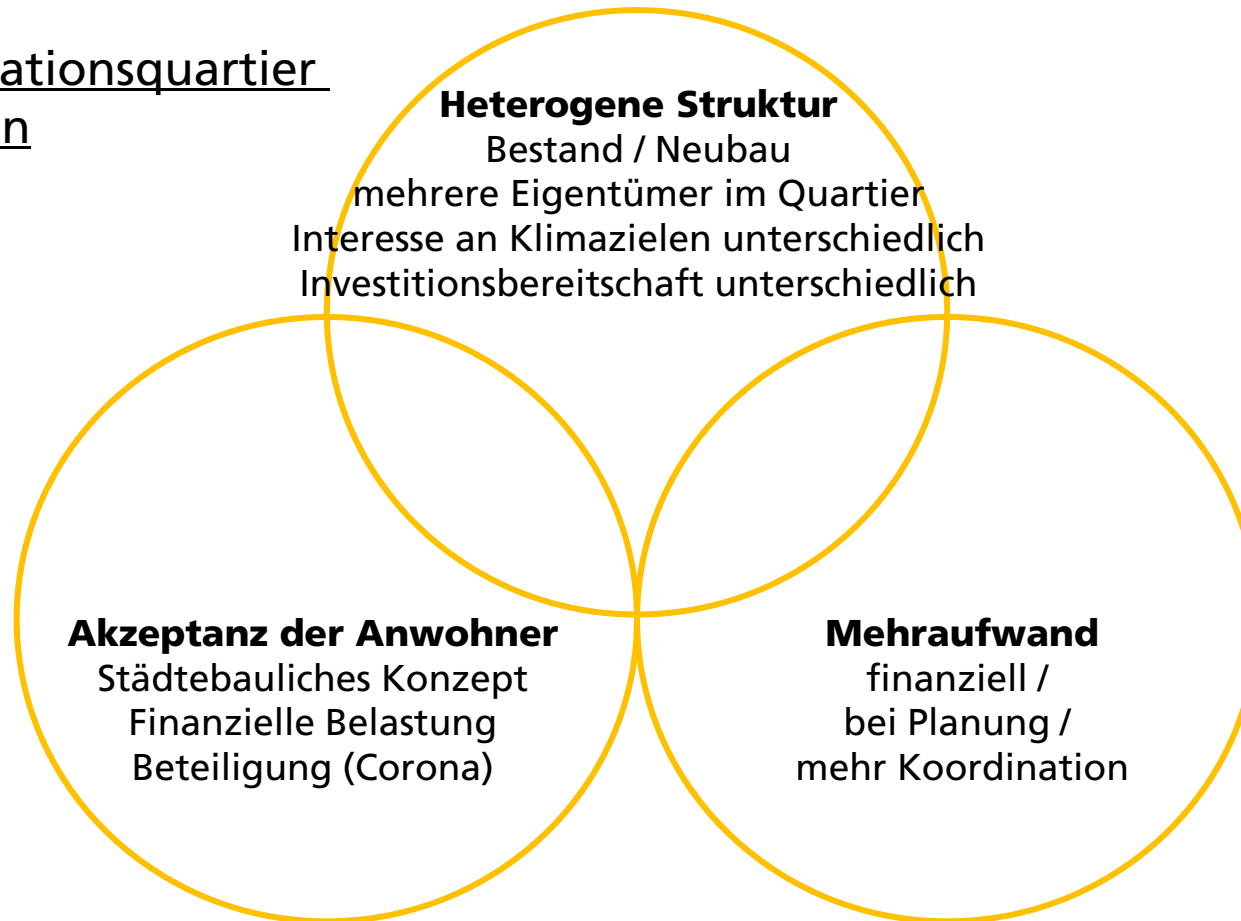 ationsquartier
n
Heterogene Struktur
Bestand / Neubau
mehrere Eigentümer im Quartier
Interesse an Klimazielen unterschiedlich
Investitionsbereitschaft unterschiedlich
Akzeptanz der Anwohner
Städtebauliches Konzept
Finanzielle Belastung
Beteiligung (Corona)
Mehraufwand
finanziell /
bei Planung /
mehr Koordination